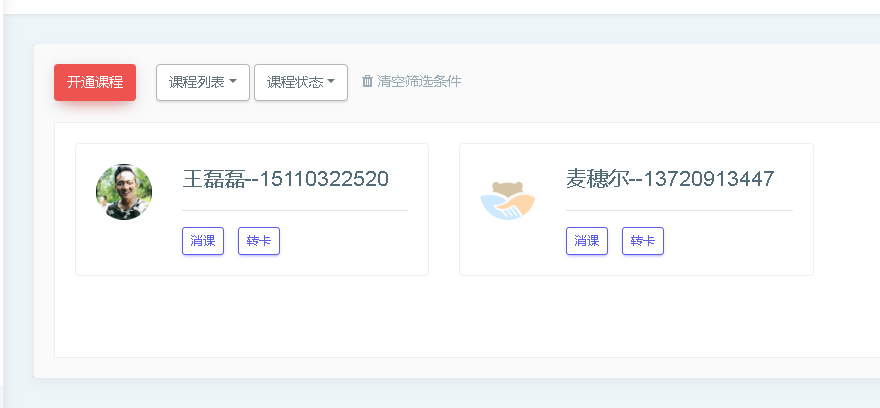 开通课程 课程列表 课程状态 清空筛选条件
王磊磊--15110322520
消课 转卡
麦穗尔--13720913447
消课 转卡